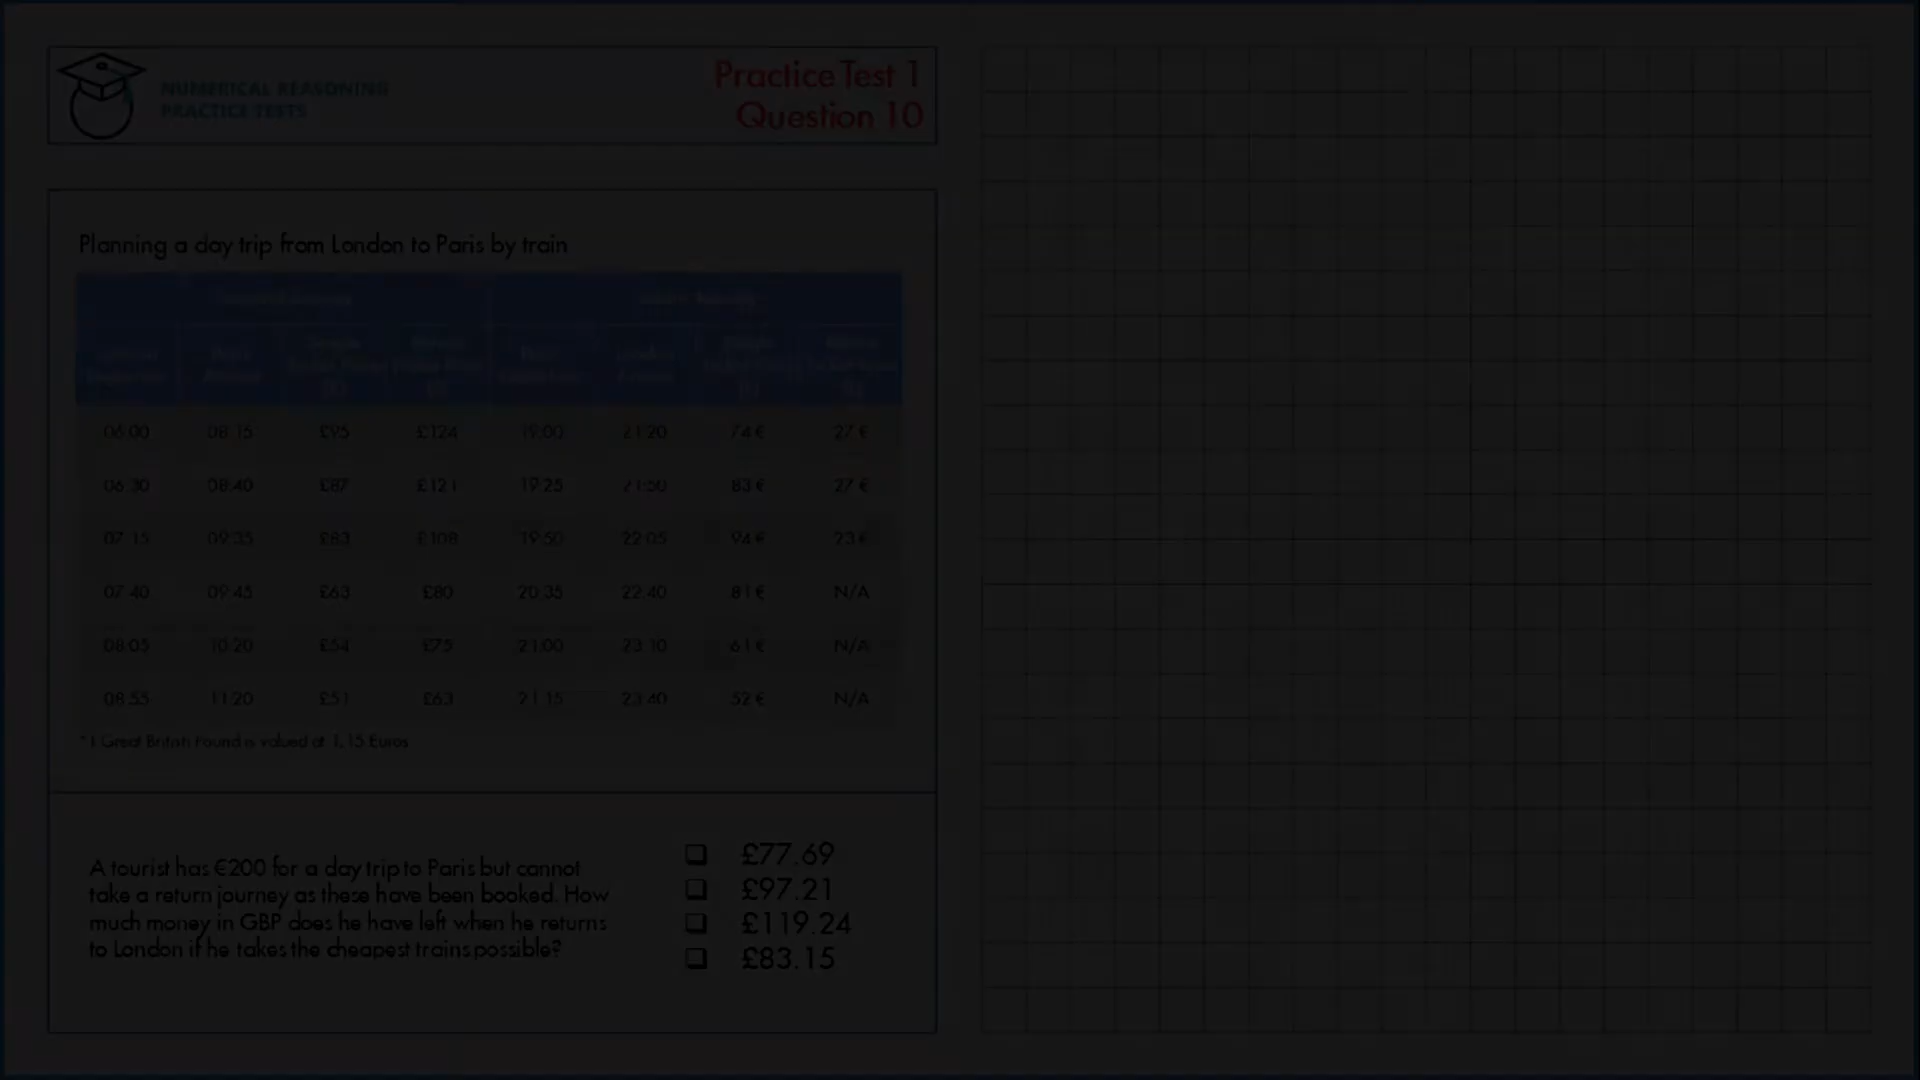 NUMERICAL REASONING
PRACTICE TESTS
Practice Test 1
Question 10
Planning a day trip from London to Paris by train
06:00 08:15 £95 £124 19:00 21:20 74 € 27 €
06:30 08:40 £87 £121 19:25 21:50 83 € 27 €
07:15 09:35 £83 £108 19:50 22:05 94 € 23 €
07:40 09:45 £63 £80 20:35 22:40 81 € N/A
08:05 10:20 £54 £75 21:00 23:10 61 € N/A
08:55 11:20 £51 £63 21:15 23:40 52 € N/A
* 1 Great British Pound is valued at 1.15 Euros
A tourist has €200 for a day trip to Paris but cannot
take a return journey as these have been booked. How
much money in GBP does he have left when he returns
to London if he takes the cheapest trains possible?
£77.69
£97.21
£119.24
£83.15